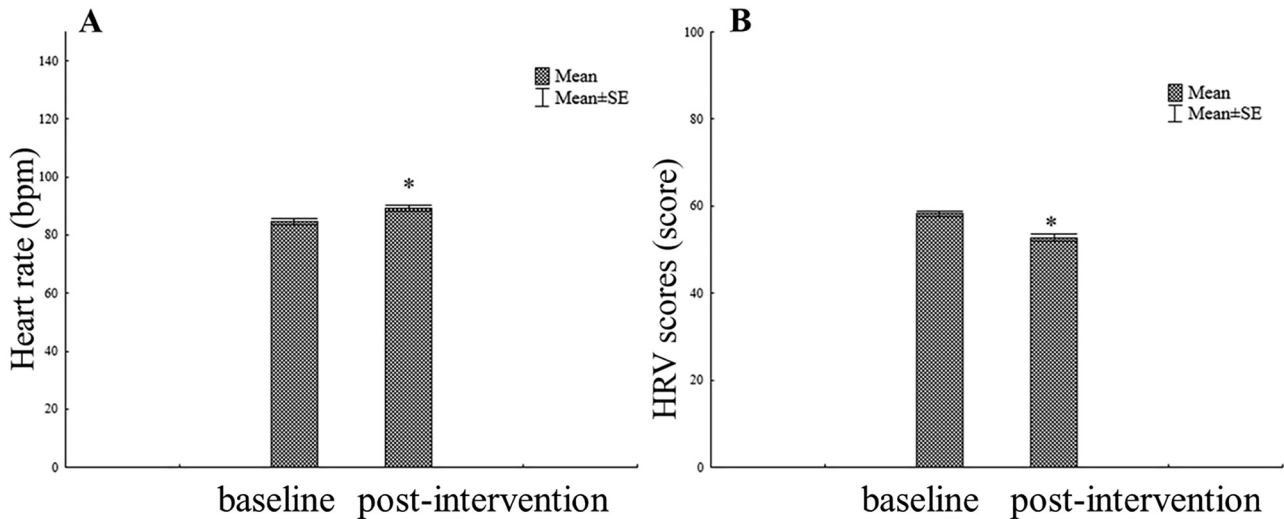 A
Heart rate (bpm)
140
120
100
80
60
40
20
0
Mean
Mean±SE
*
baseline
post-intervention
B
HRV scores (score)
100
80
60
40
20
0
Mean
Mean±SE
*
baseline
post-intervention